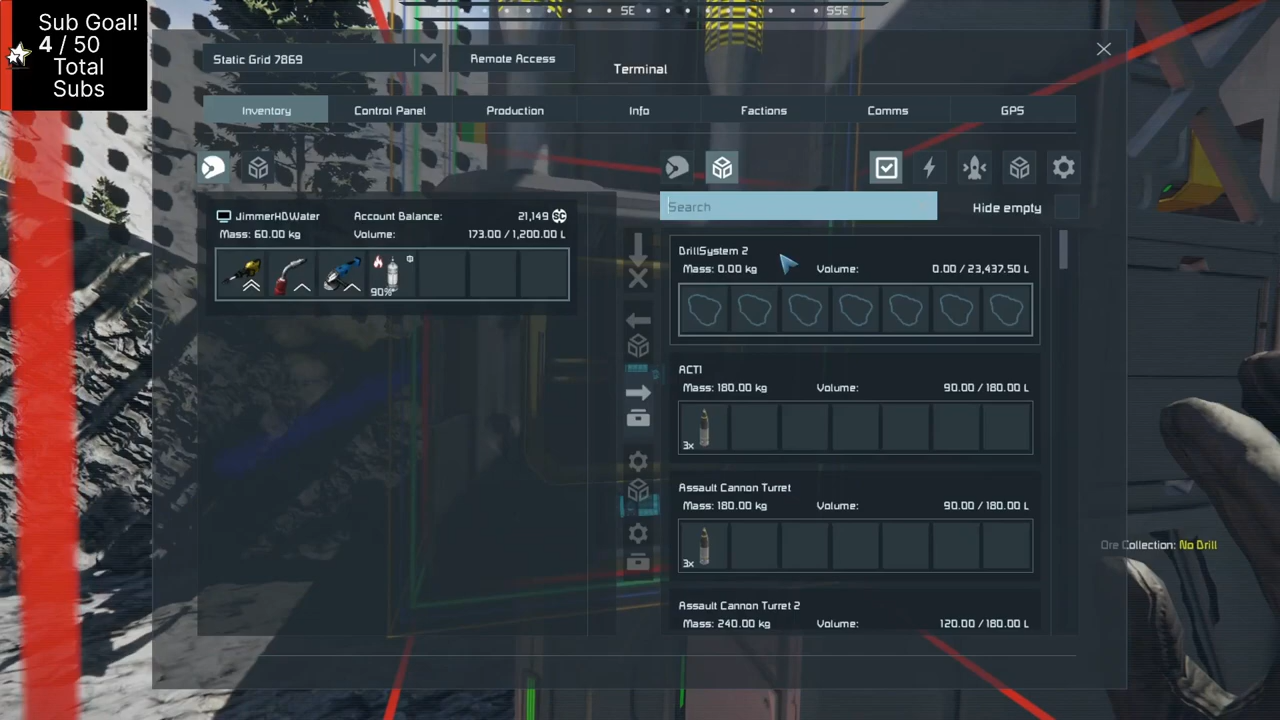 Sub Goal!
4 / 50
Total
Subs
SE
SSE
Static Grid 7869
Remote Access
Terminal
Inventory
Control Panel
Production
Info
Factions
Comms
GPS
Search
Hide empty
JimmerHDWater
Account Balance:
21,149 SC
Mass: 60.00 kg
Volume:
173.00 / 1,200.00 L
90%
DrillSystem 2
Mass: 0.00 kg
Volume:
0.00 / 23,437.50 L
ACT1
Mass: 180.00 kg
Volume:
90.00 / 180.00 L
3x
Assault Cannon Turret
Mass: 180.00 kg
Volume:
90.00 / 180.00 L
3x
Assault Cannon Turret 2
Mass: 240.00 kg
Volume:
120.00 / 180.00 L
Ore Collection: No Drill